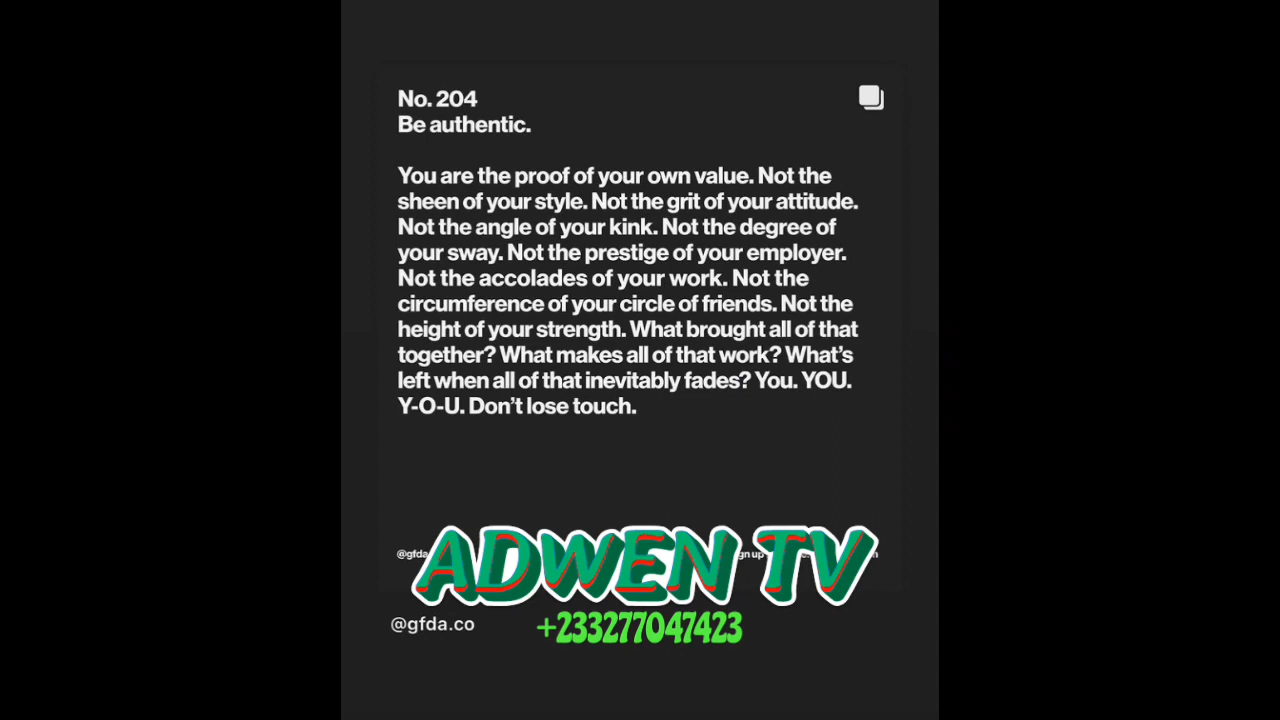 No. 204
Be authentic.
You are the proof of your own value. Not the
sheen of your style. Not the grit of your attitude.
Not the angle of your kink. Not the degree of
your sway. Not the prestige of your employer.
Not the accolades of your work. Not the
circumference of your circle of friends. Not the
height of your strength. What brought all of that
together? What makes all of that work? What's
left when all of that inevitably fades? You. YOU.
Y-O-U. Don't lose touch.
@gfda
ADWEN TV
up
@gfda.co
+233277047423